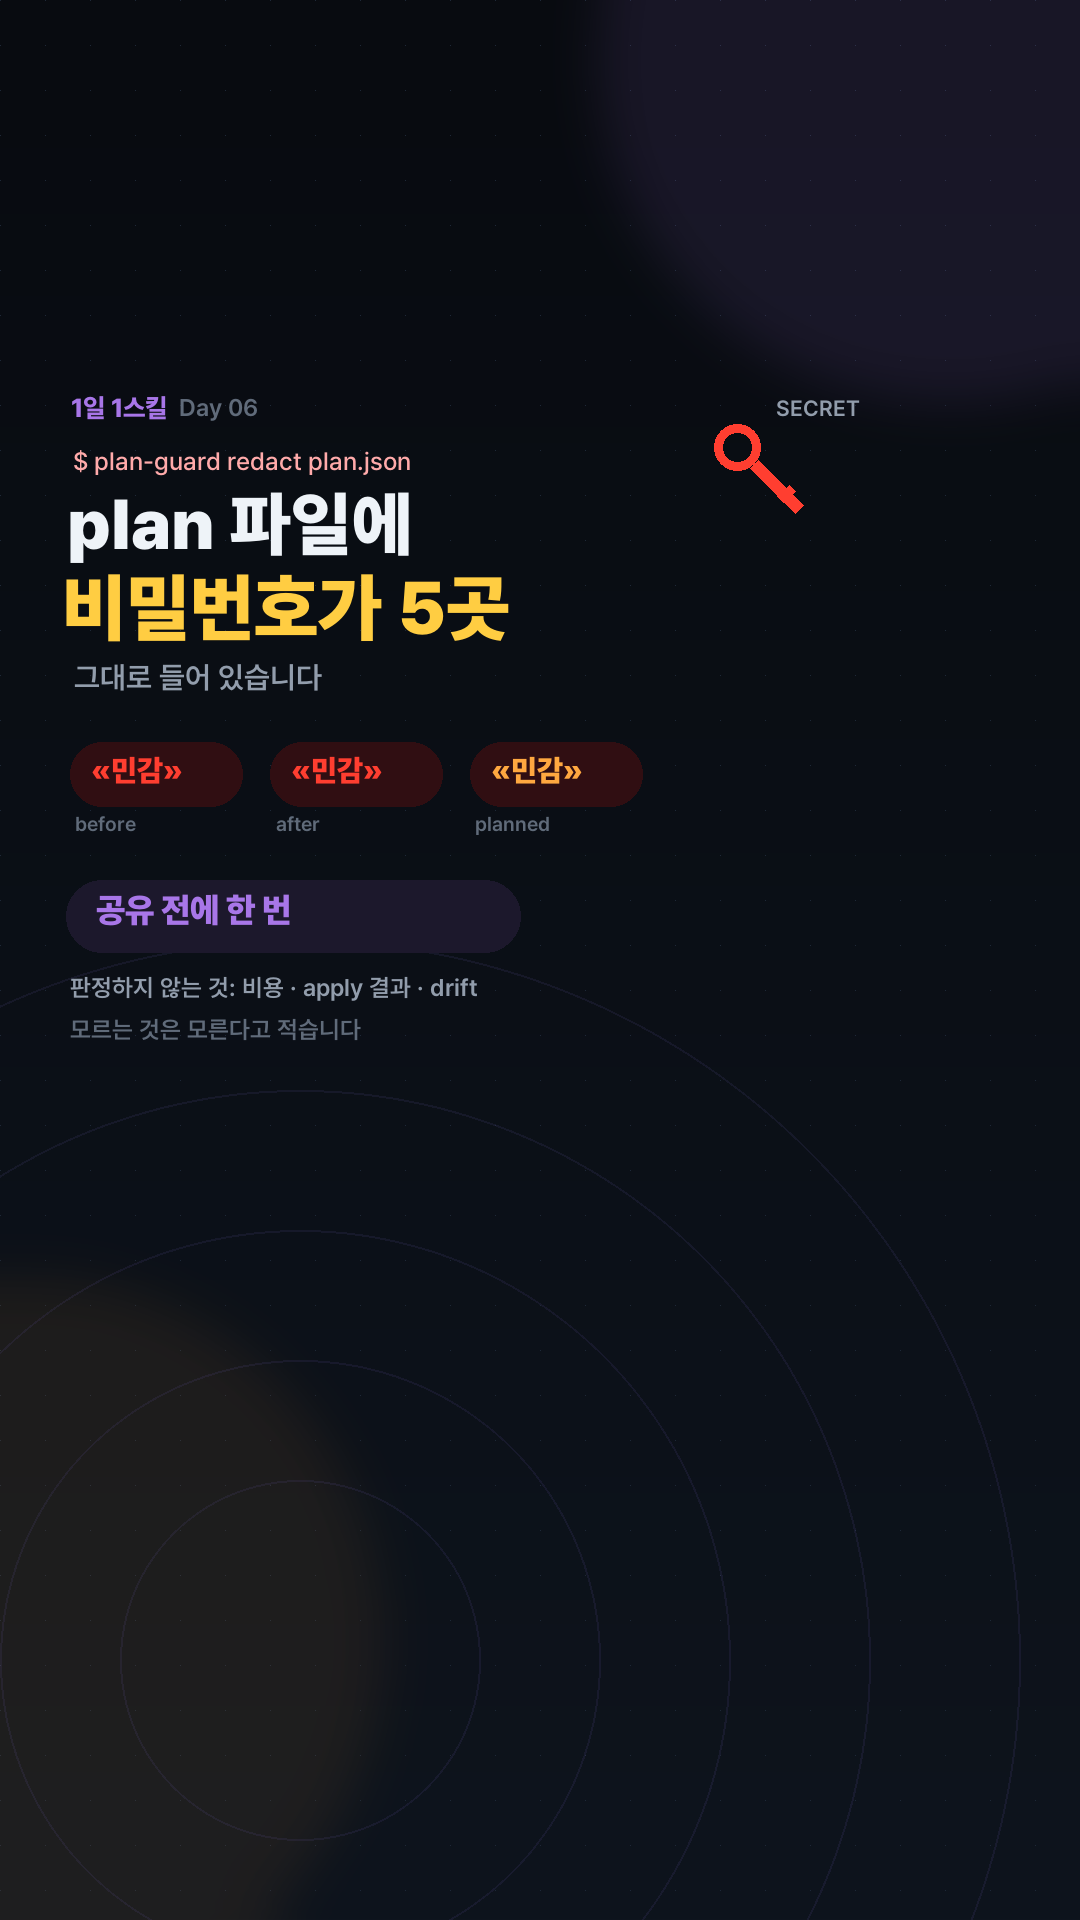 1일 1스킬 Day 06
SECRET
$ plan-guard redact plan.json
plan 파일에
비밀번호가 5곳
그대로 들어 있습니다
«민감» «민감» «민감»
before after planned
공유 전에 한 번
판정하지 않는 것: 비용 · apply 결과 · drift
모르는 것은 모른다고 적습니다